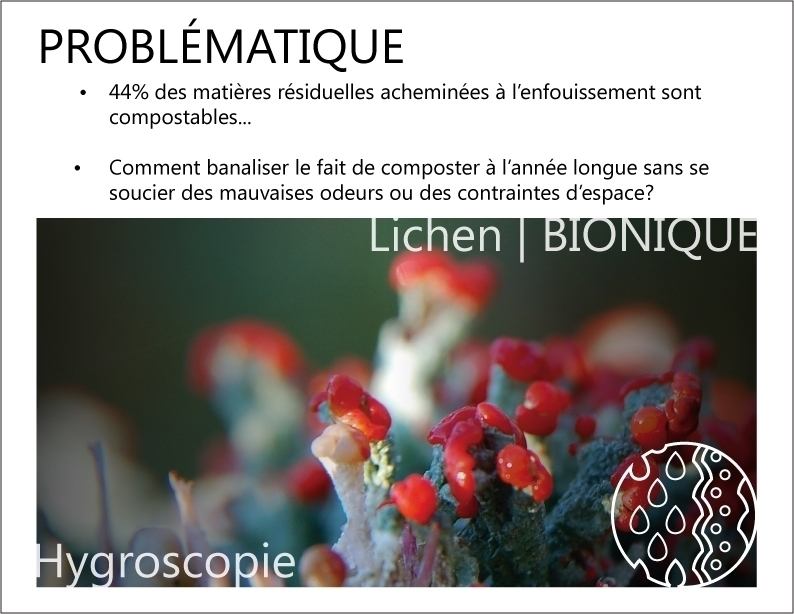 PROBLÉMATIQUE
• 44% des matières résiduelles acheminées à l'enfouissement sont
compostables...
• Comment banaliser le fait de composter à l'année longue sans se
soucier des mauvaises odeurs ou des contraintes d'espace?
Lichen | BIONIQUE
Hygroscopie